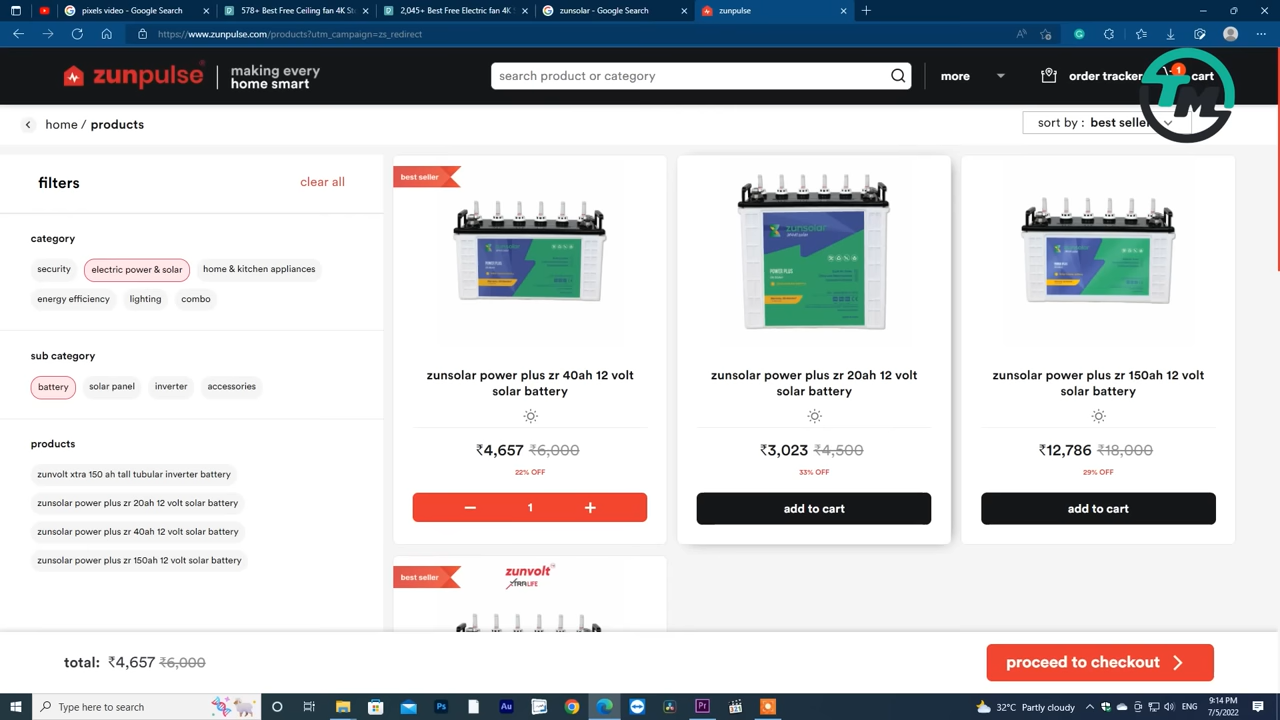 pixels video - Google Search
578+ Best Free Ceiling fan 4K St
2,045+ Best Free Electric fan 4K S
zunsolar - Google Search
zunpulse
https://www.zunpulse.com/products?utm_campaign=zs_redirect
zunpulse
making every
home smart
search product or category
more
order tracker
1
cart
TM
home / products
sort by : best selle
filters
clear all
category
security
electric power & solar
home & kitchen appliances
energy efficiency
lighting
combo
sub category
battery
solar panel
inverter
accessories
products
zunvolt xtra 150 ah tall tubular inverter battery
zunsolar power plus zr 20ah 12 volt solar battery
zunsolar power plus zr 40ah 12 volt solar battery
zunsolar power plus zr 150ah 12 volt solar battery
best seller
zunsolar power plus zr 40ah 12 volt
solar battery
₹4,657 ₹6,000
22% OFF
− 1 +
zunsolar
POWER PLUS
zunsolar power plus zr 20ah 12 volt
solar battery
₹3,023 ₹4,500
33% OFF
add to cart
zunsolar power plus zr 150ah 12 volt
solar battery
₹12,786 ₹18,000
29% OFF
add to cart
best seller
zunvolt
XTRALIFE
total: ₹4,657 ₹6,000
proceed to checkout
Type here to search
32°C Partly cloudy
ENG
9:14 PM
7/5/2022